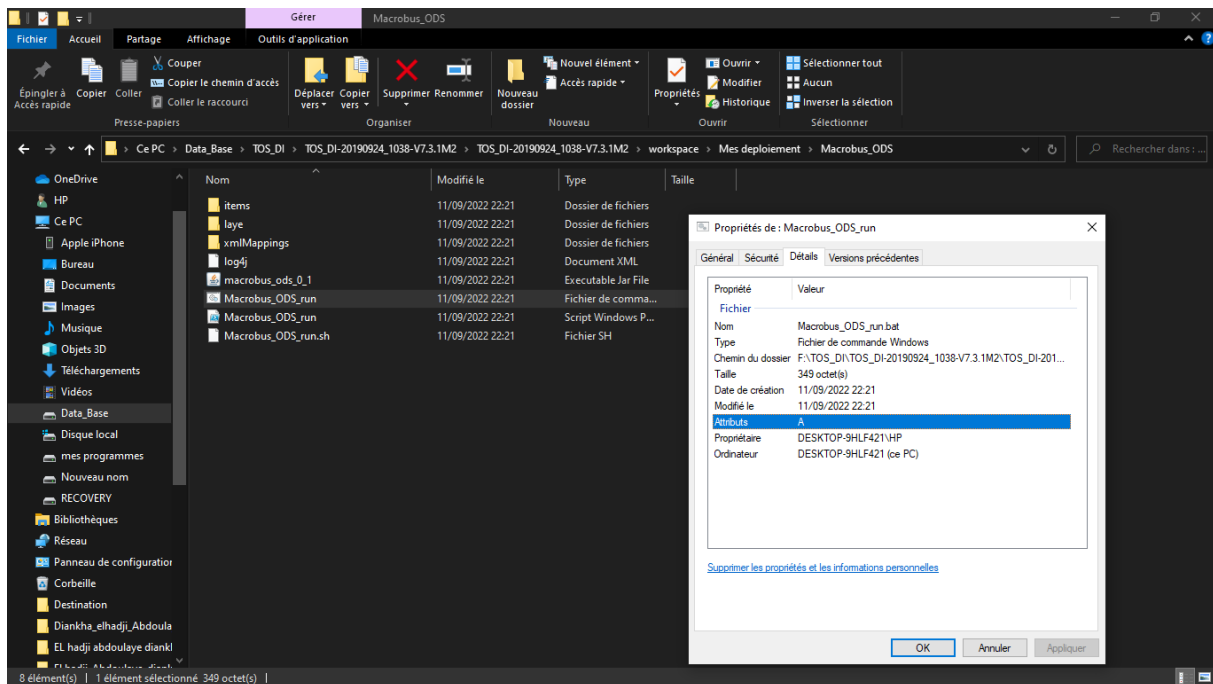 Gérer Macrobus_ODS
Fichier Accueil Partage Affichage Outils d'application
Épingler à Accès rapide
Copier
Coller
Couper
Copier le chemin d'accès
Coller le raccourci
Presse-papiers
Déplacer vers
Copier vers
Supprimer
Renommer
Organiser
Nouveau dossier
Nouvel élément
Accès rapide
Nouveau
Propriétés
Ouvrir
Modifier
Historique
Ouvrir
Sélectionner tout
Aucun
Inverser la sélection
Sélectionner
Ce PC > Data_Base > TOS_DI > TOS_DI-20190924_1038-V7.3.1M2 > TOS_DI-20190924_1038-V7.3.1M2 > workspace > Mes deploiement > Macrobus_ODS
Rechercher dans : ...
OneDrive
HP
Ce PC
Apple iPhone
Bureau
Documents
Images
Musique
Objets 3D
Téléchargements
Vidéos
Data_Base
Disque local
mes programmes
Nouveau nom
RECOVERY
Bibliothèques
Réseau
Panneau de configuration
Corbeille
Destination
Diankha_elhadji_Abdoula
EL hadji abdoulaye diankl
Nom Modifié le Type Taille
items 11/09/2022 22:21 Dossier de fichiers
laye 11/09/2022 22:21 Dossier de fichiers
xmlMappings 11/09/2022 22:21 Dossier de fichiers
log4j 11/09/2022 22:21 Document XML
macrobus_ods_0_1 11/09/2022 22:21 Executable Jar File
Macrobus_ODS_run 11/09/2022 22:21 Fichier de comma...
Macrobus_ODS_run 11/09/2022 22:21 Script Windows P...
Macrobus_ODS_run.sh 11/09/2022 22:21 Fichier SH
Propriétés de : Macrobus_ODS_run
Général Sécurité Détails Versions précédentes
Propriété Valeur
Fichier
Nom Macrobus_ODS_run.bat
Type Fichier de commande Windows
Chemin du dossier F:\TOS_DI\TOS_DI-20190924_1038-V7.3.1M2\TOS_DI-201...
Taille 349 octet(s)
Date de création 11/09/2022 22:21
Modifié le 11/09/2022 22:21
Attributs A
Propriétaire DESKTOP-9HLF421\HP
Ordinateur DESKTOP-9HLF421 (ce PC)
Supprimer les propriétés et les informations personnelles
OK Annuler Appliquer
8 élément(s) 1 élément sélectionné 349 octet(s)